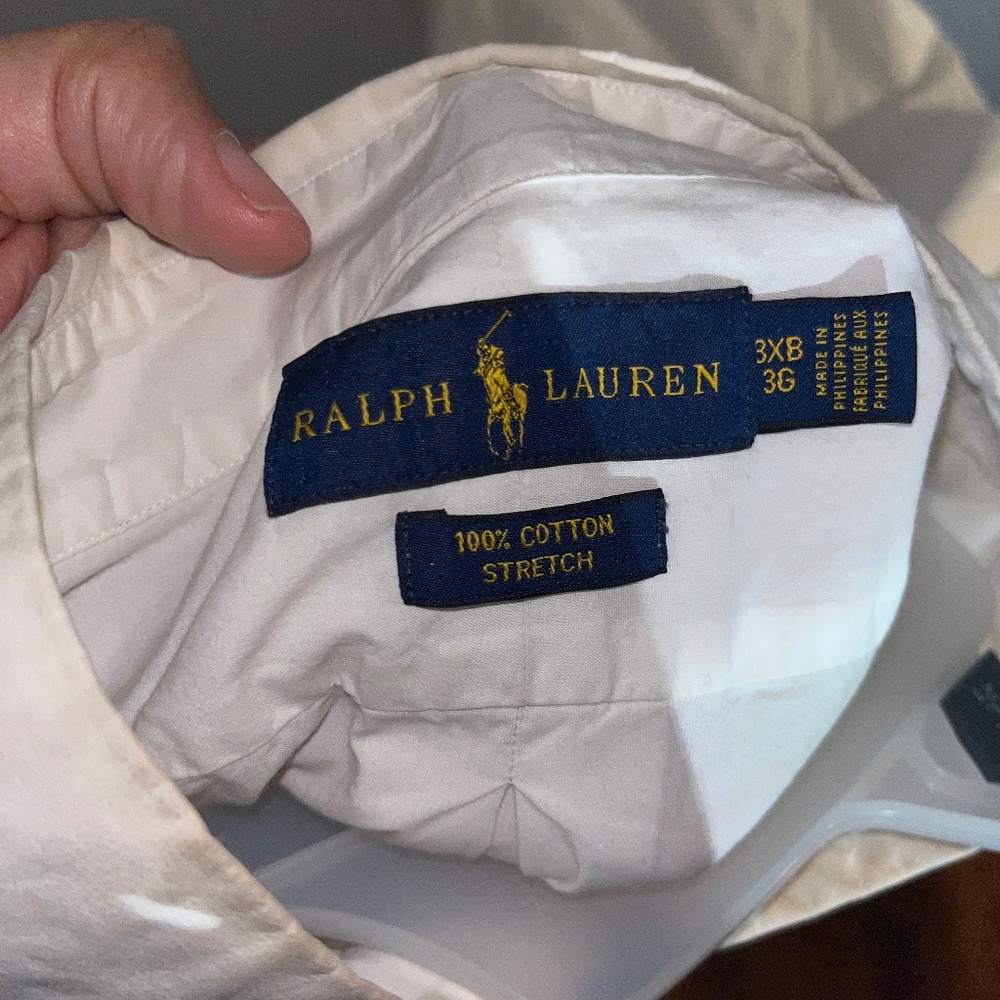 RALPH LAUREN
3XB
3G
MADE IN
PHILIPPINES
FABRIQUÉ AUX
PHILIPPINES
100% COTTON
STRETCH